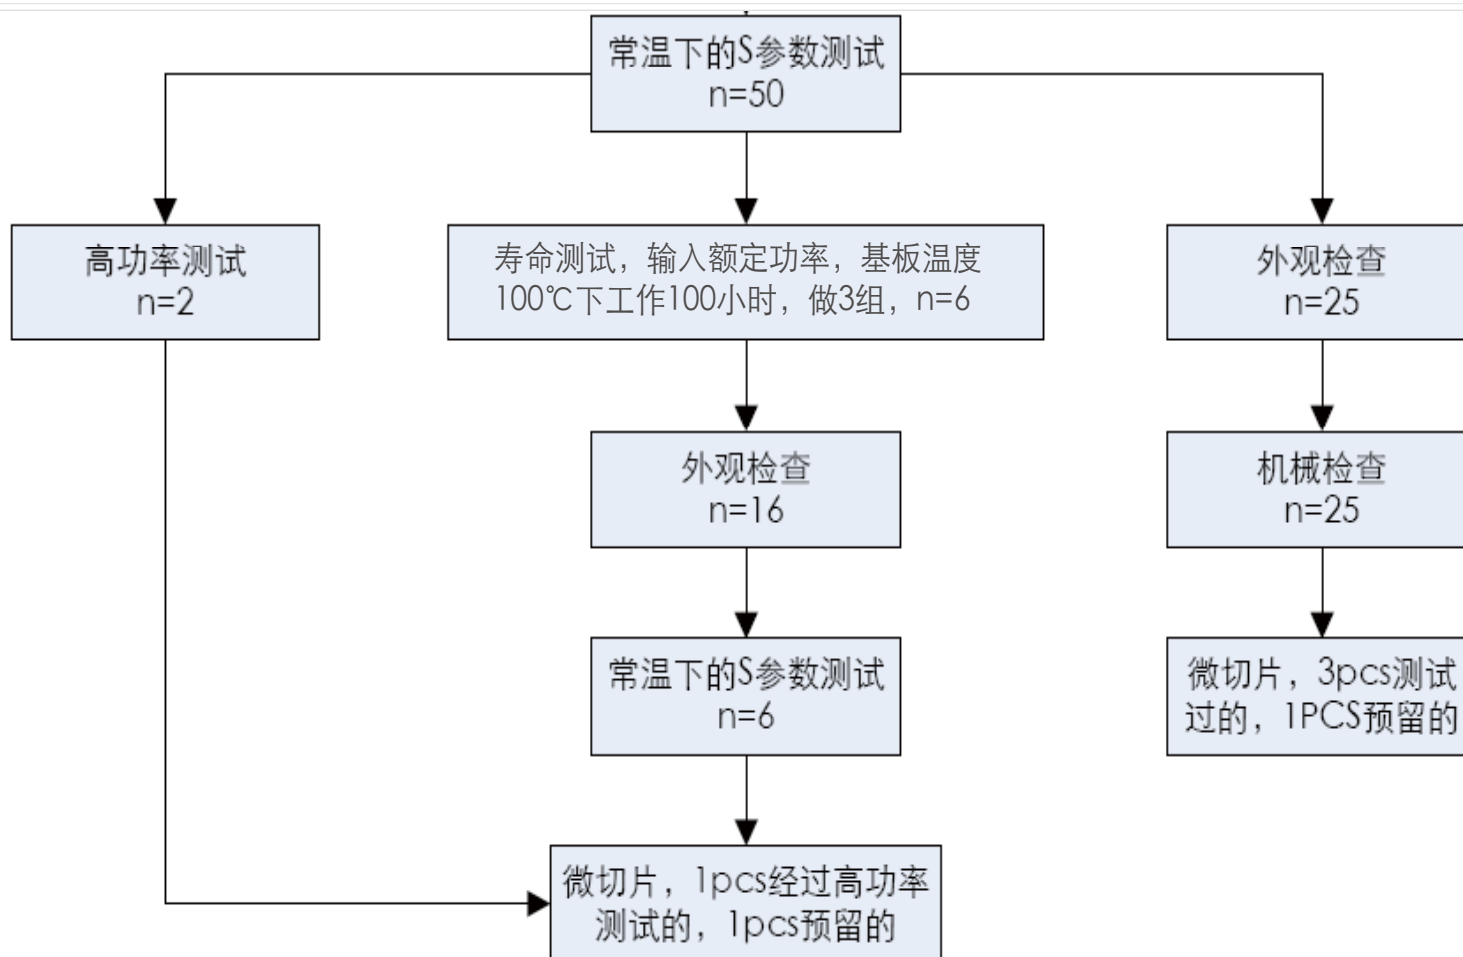 常温下的S参数测试
n=50
高功率测试
n=2
寿命测试，输入额定功率，基板温度
100℃下工作100小时，做3组，n=6
外观检查
n=25
外观检查
n=16
机械检查
n=25
常温下的S参数测试
n=6
微切片，3pcs测试
过的，1PCS预留的
微切片，1pcs经过高功率
测试的，1pcs预留的